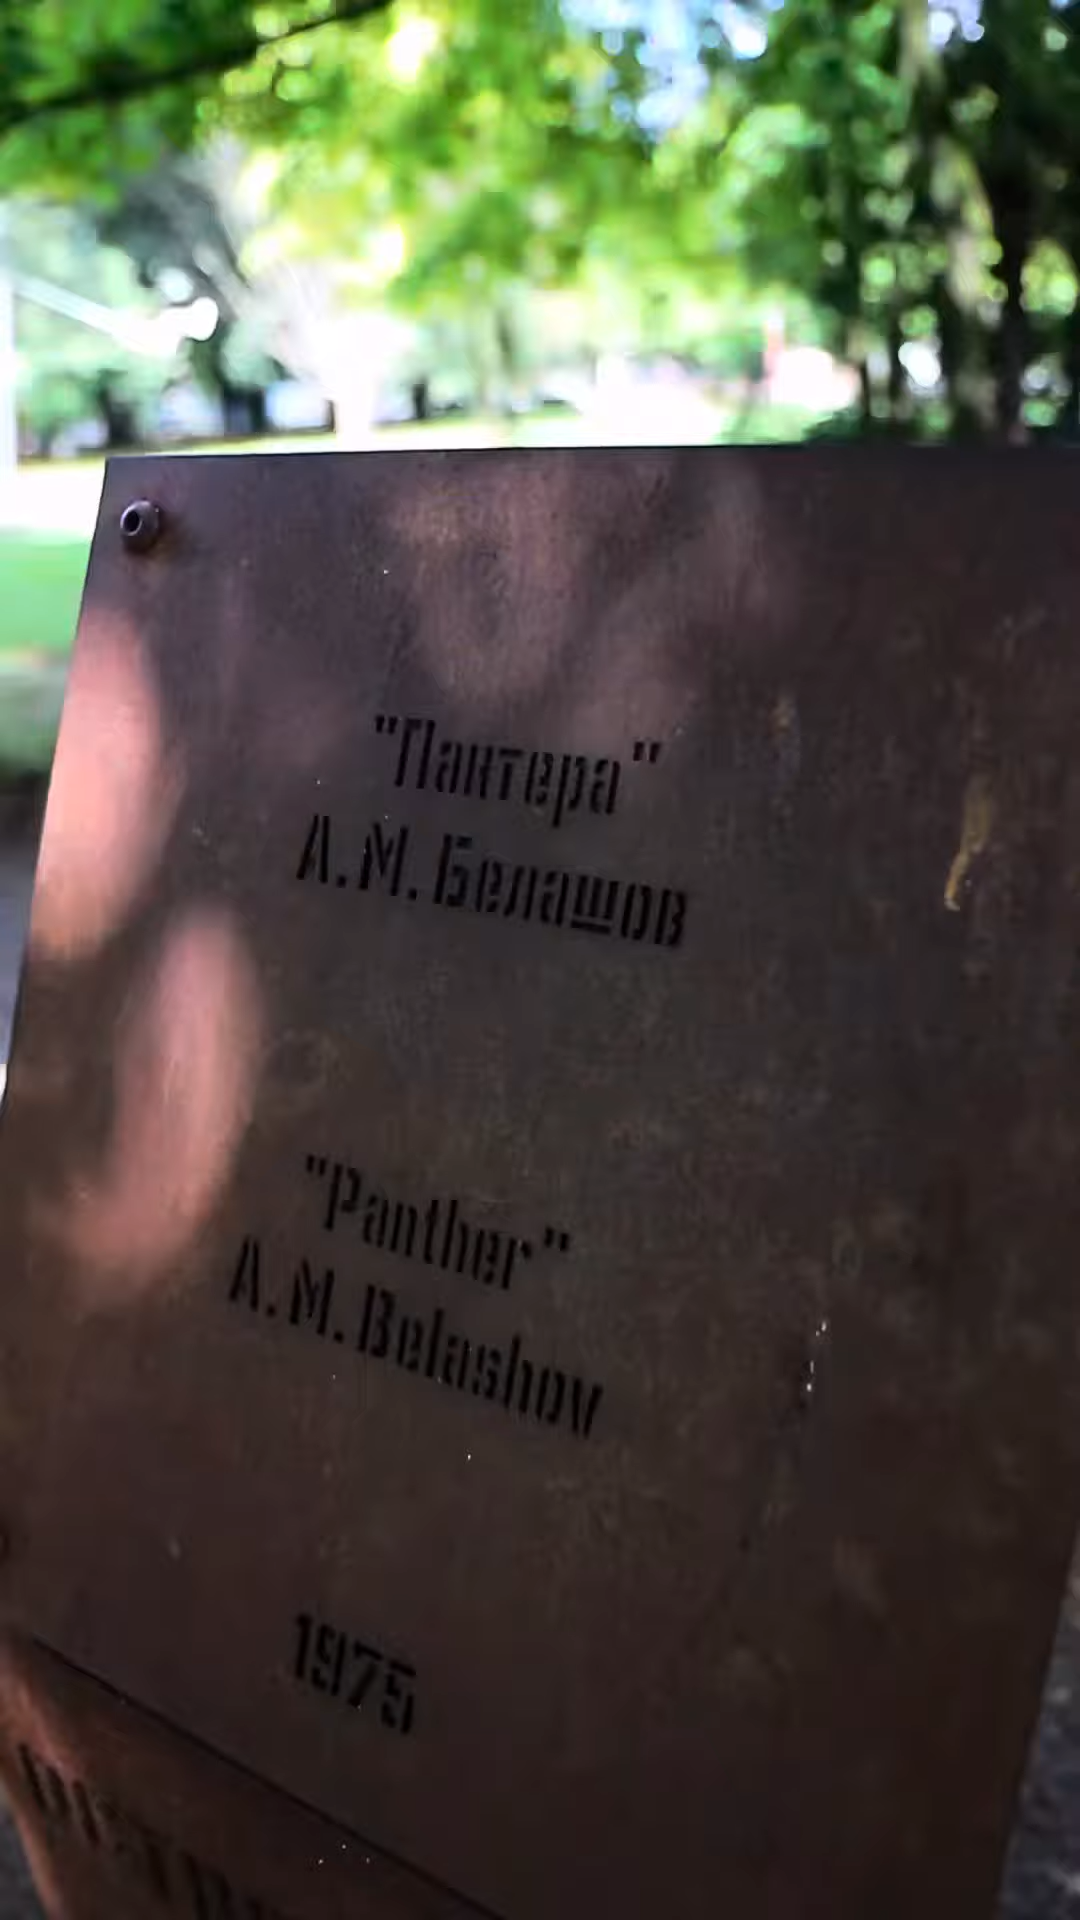 "Пантера"
А.М. Белашов
"Panther"
A.M. Belashov
1975